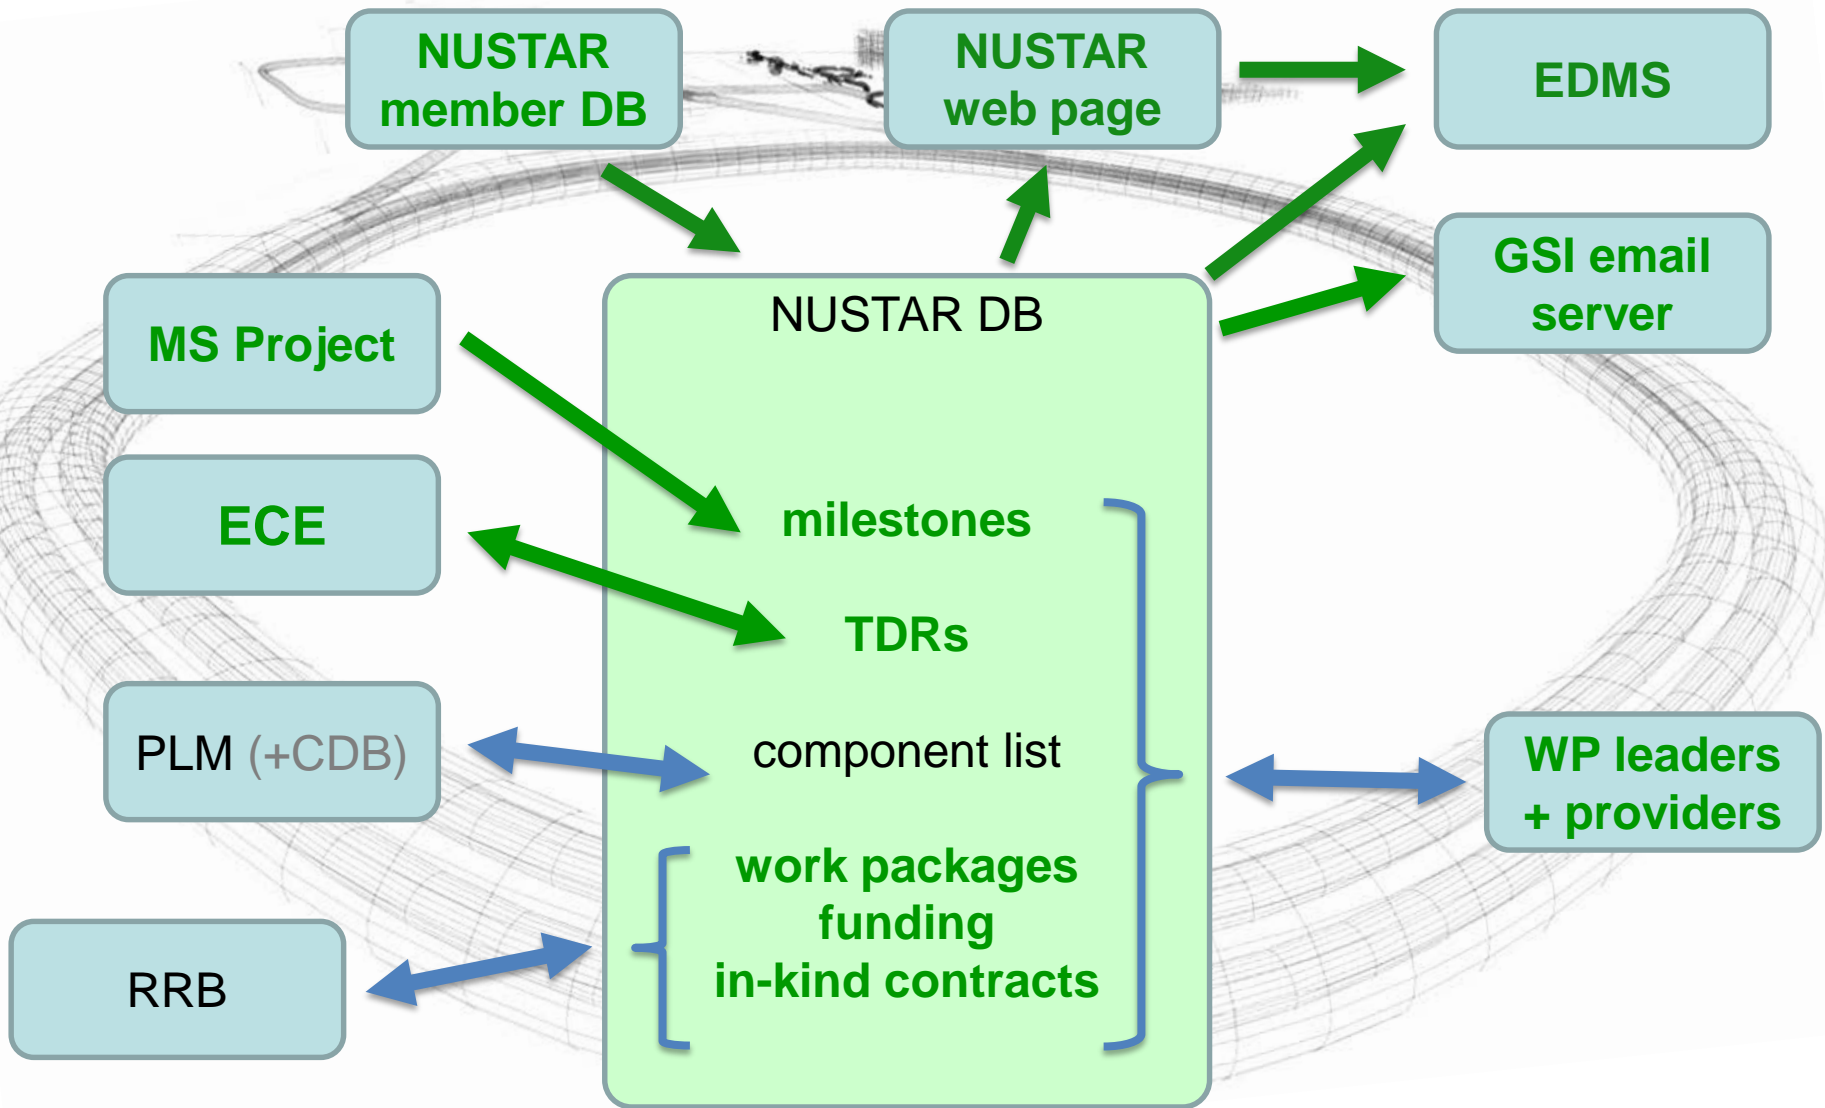 NUSTAR
member DB
NUSTAR
web page
EDMS
GSI email
server
MS Project
NUSTAR DB
ECE
milestones
TDRs
PLM (+CDB)
component list
WP leaders
+ providers
work packages
funding
in-kind contracts
RRB